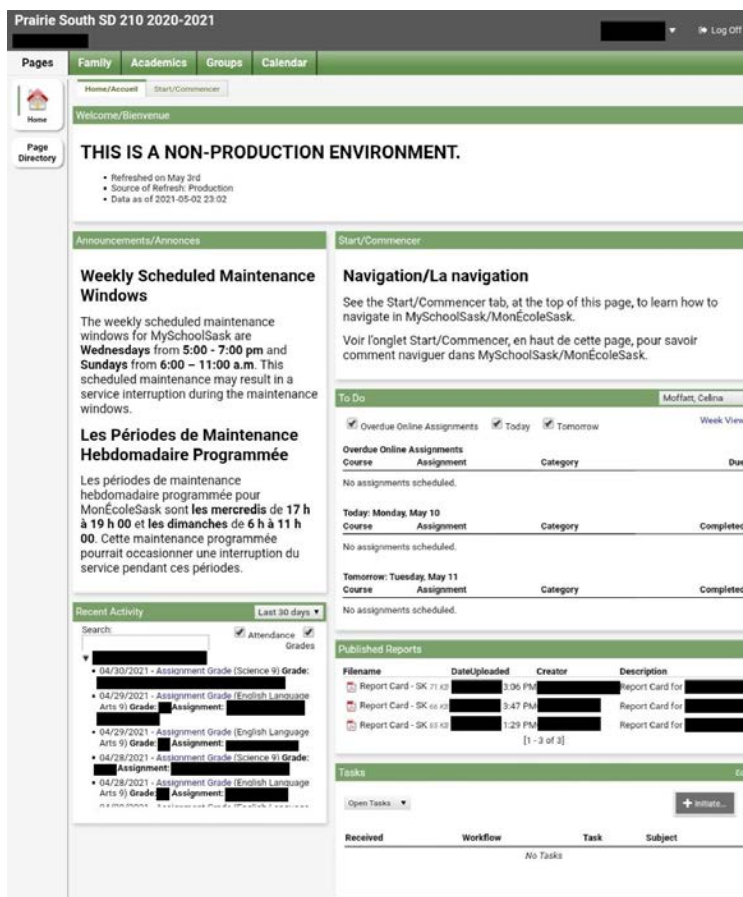 Prairie South SD 210 2020-2021
Log Off
Pages Family Academics Groups Calendar
Home/Accueil Start/Commencer
Home
Page Directory
Welcome/Bienvenue
THIS IS A NON-PRODUCTION ENVIRONMENT.
• Refreshed on May 3rd
• Source of Refresh: Production
• Data as of 2021-05-02 23:02
Announcements/Annonces
Weekly Scheduled Maintenance
Windows
The weekly scheduled maintenance
windows for MySchoolSask are
Wednesdays from 5:00 - 7:00 pm and
Sundays from 6:00 – 11:00 a.m. This
scheduled maintenance may result in a
service interruption during the maintenance
windows.
Les Périodes de Maintenance
Hebdomadaire Programmée
Les périodes de maintenance
hebdomadaire programmée pour
MonÉcoleSask sont les mercredis de 17 h
à 19 h 00 et les dimanches de 6 h à 11 h
00. Cette maintenance programmée
pourrait occasionner une interruption du
service pendant ces périodes.
Recent Activity Last 30 days
Search:
Attendance
Grades
• 04/30/2021 - Assignment Grade (Science 9) Grade:
• 04/29/2021 - Assignment Grade (English Language
Arts 9) Grade: Assignment:
• 04/29/2021 - Assignment Grade (English Language
Arts 9) Grade: Assignment:
• 04/28/2021 - Assignment Grade (Science 9) Grade:
Assignment:
• 04/28/2021 - Assignment Grade (English Language
Arts 9) Grade: Assignment:
Start/Commencer
Navigation/La navigation
See the Start/Commencer tab, at the top of this page, to learn how to
navigate in MySchoolSask/MonÉcoleSask.
Voir l'onglet Start/Commencer, en haut de cette page, pour savoir
comment naviguer dans MySchoolSask/MonÉcoleSask.
To Do Moffatt, Celina
Overdue Online Assignments Today Tomorrow Week View
Overdue Online Assignments
Course Assignment Category Due
No assignments scheduled.
Today: Monday, May 10
Course Assignment Category Completed
No assignments scheduled.
Tomorrow: Tuesday, May 11
Course Assignment Category Completed
No assignments scheduled.
Published Reports
Filename DateUploaded Creator Description
Report Card - SK 71 KB 3:06 PM Report Card for
Report Card - SK 66 KB 3:47 PM Report Card for
Report Card - SK 65 KB 1:29 PM Report Card for
[1 - 3 of 3]
Tasks
Open Tasks Initiate...
Received Workflow Task Subject
No Tasks